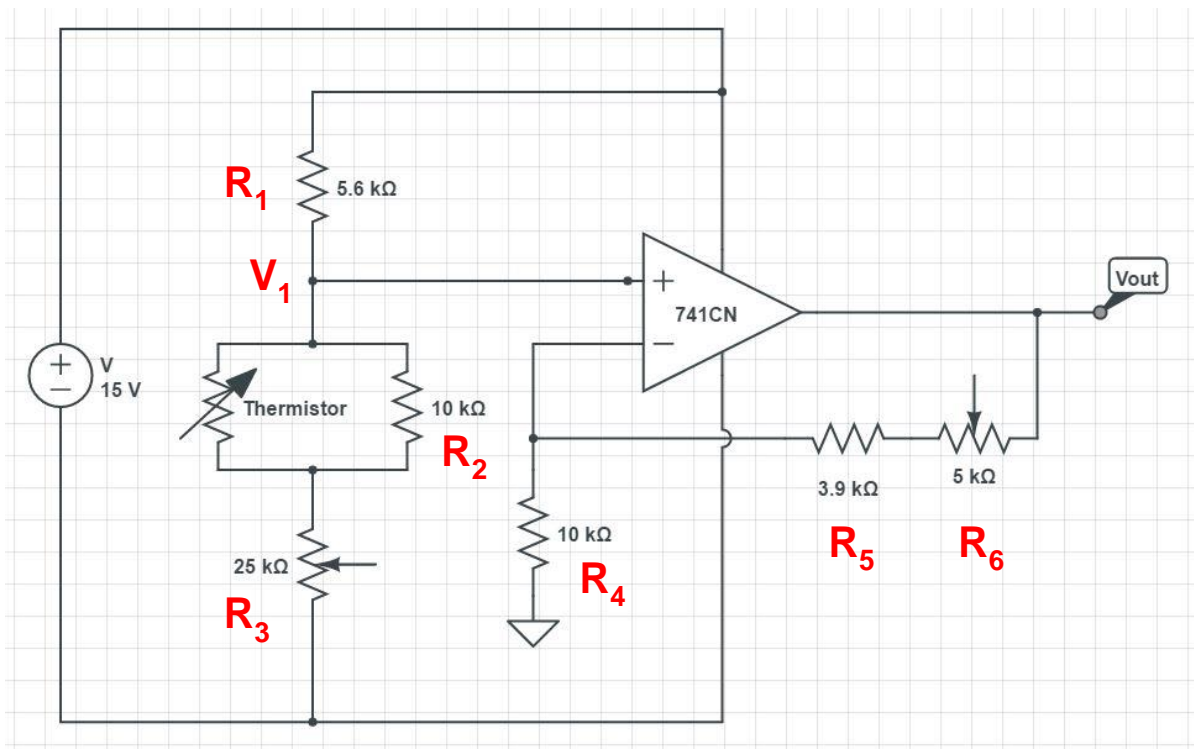 R1
5.6 kΩ
V1
+
−
741CN
Vout
+
−
V
15 V
Thermistor
10 kΩ
R2
3.9 kΩ
5 kΩ
R5
R6
10 kΩ
R4
25 kΩ
R3